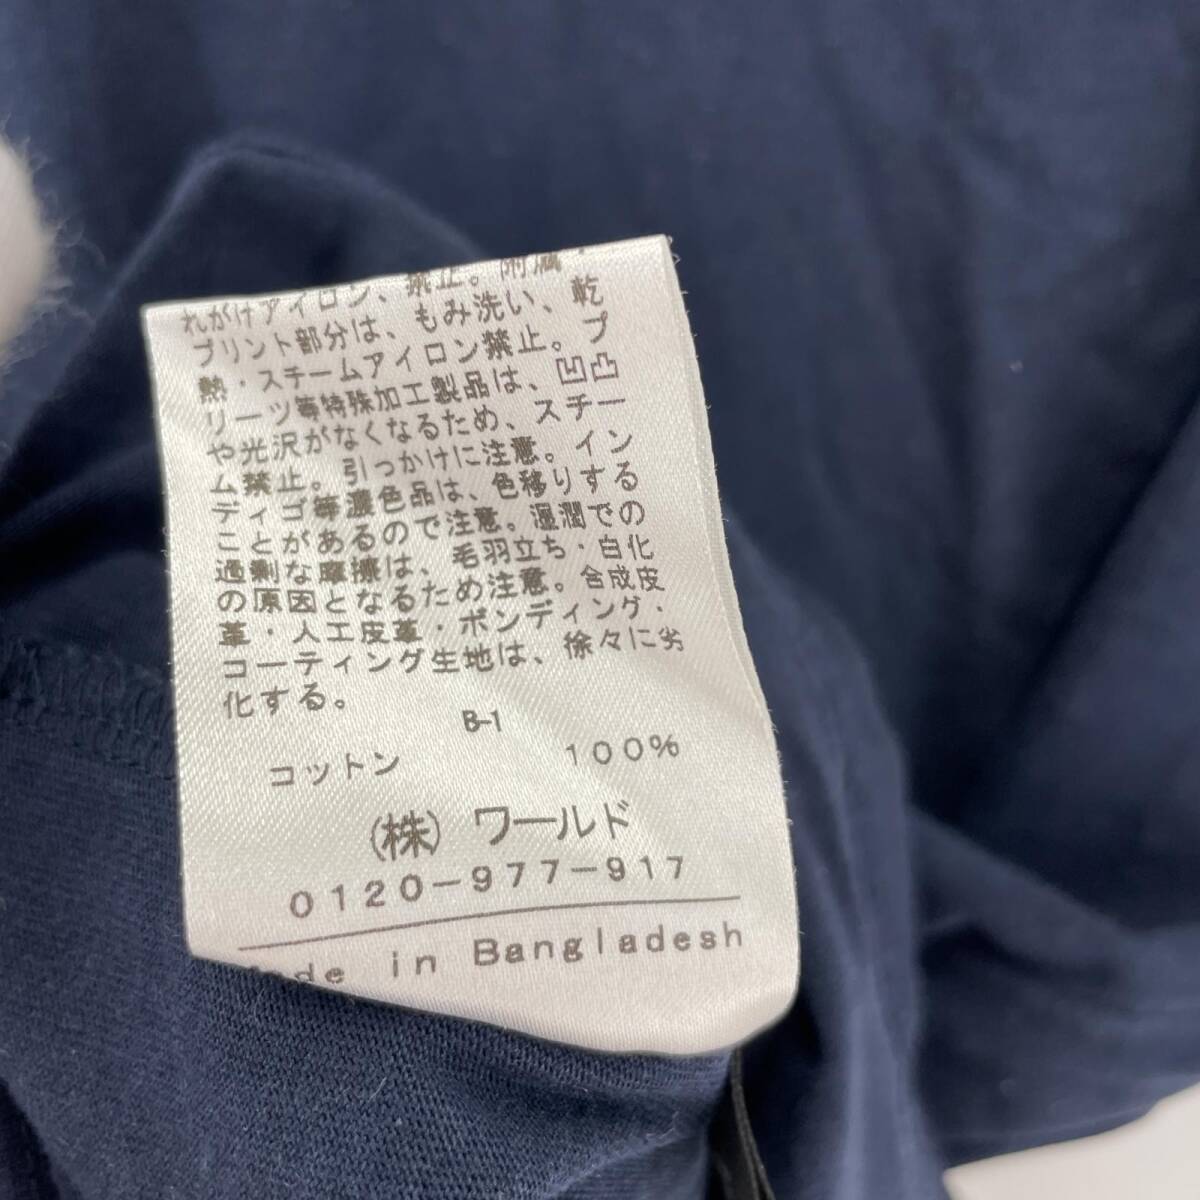 れがけアイロン、禁止。附属・
プリント部分は、もみ洗い、乾
熱・スチームアイロン禁止。プ
リーツ等特殊加工製品は、凹凸
や光沢がなくなるため、スチー
ム禁止。引っかけに注意。イン
ディゴ等濃色品は、色移りする
ことがあるので注意。湿潤での
過剰な摩擦は、毛羽立ち・白化
の原因となるため注意。合成皮
革・人工皮革・ボンディング・
コーティング生地は、徐々に劣
化する。
B-1
コットン 100%
(株) ワールド
0120-977-917
Made in Bangladesh